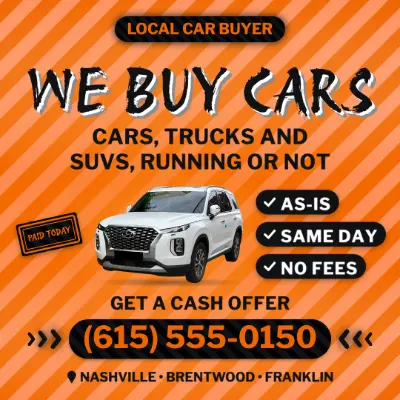 LOCAL CAR BUYER
WE BUY CARS
CARS, TRUCKS AND
SUVS, RUNNING OR NOT
PAID TODAY
AS-IS
SAME DAY
NO FEES
GET A CASH OFFER
(615) 555-0150
NASHVILLE • BRENTWOOD • FRANKLIN